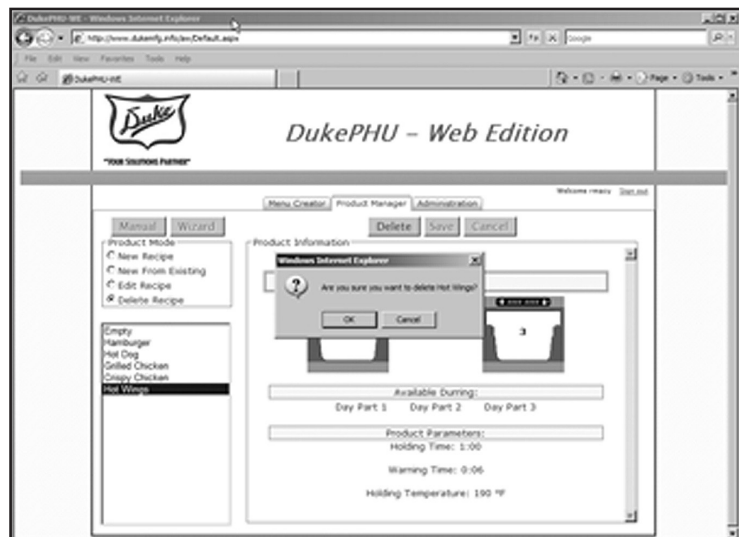 DukePHU-WE - Windows Internet Explorer
http://www.dukemfg.info/aw/Default.aspx
Google
File Edit View Favorites Tools Help
DukePHU-WE
Page Tools
Duke
"YOUR SOLUTIONS PARTNER"
DukePHU – Web Edition
Welcome rmassy Sign out
Menu Creator Product Manager Administration
Manual Wizard Delete Save Cancel
Product Mode
New Recipe
New From Existing
Edit Recipe
Delete Recipe
Empty
Hamburger
Hot Dog
Grilled Chicken
Crispy Chicken
Hot Wings
Product Information
Windows Internet Explorer
Are you sure you want to delete Hot Wings?
OK Cancel
3
Available Durring:
Day Part 1 Day Part 2 Day Part 3
Product Parameters:
Holding Time: 1:00
Warning Time: 0:06
Holding Temperature: 190 °F